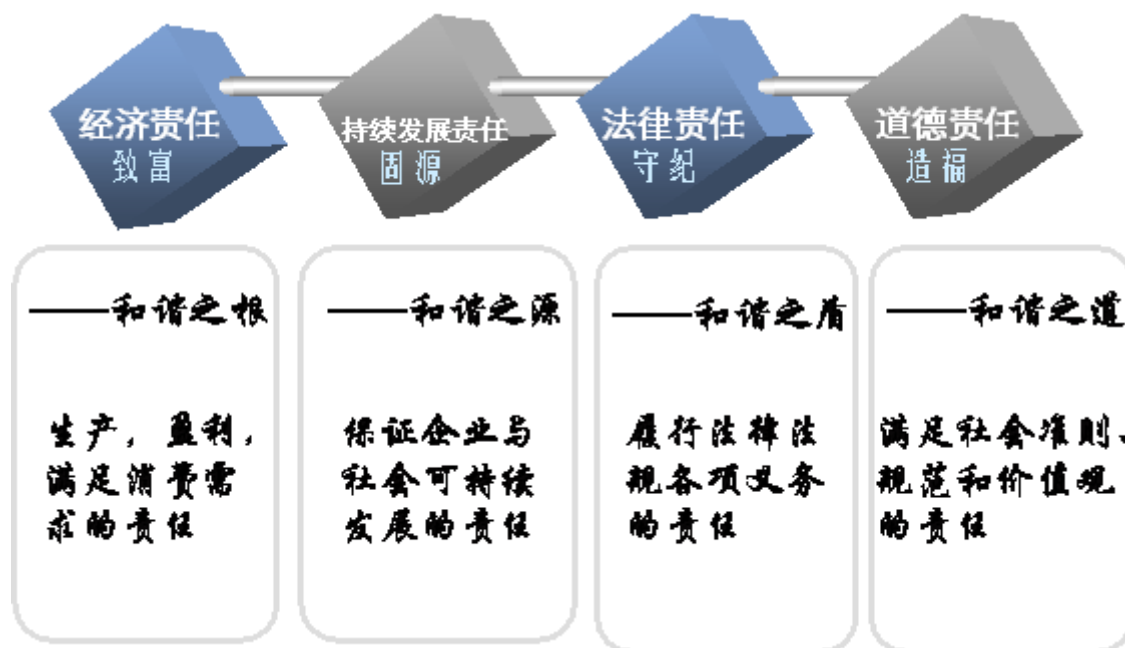 经济责任
致富
持续发展责任
固源
法律责任
守纪
道德责任
造福
——和谐之根
生产，盈利，
满足消费需
求的责任
——和谐之源
保证企业与
社会可持续
发展的责任
——和谐之盾
履行法律法
规各项义务
的责任
——和谐之道
满足社会准则、
规范和价值观
的责任